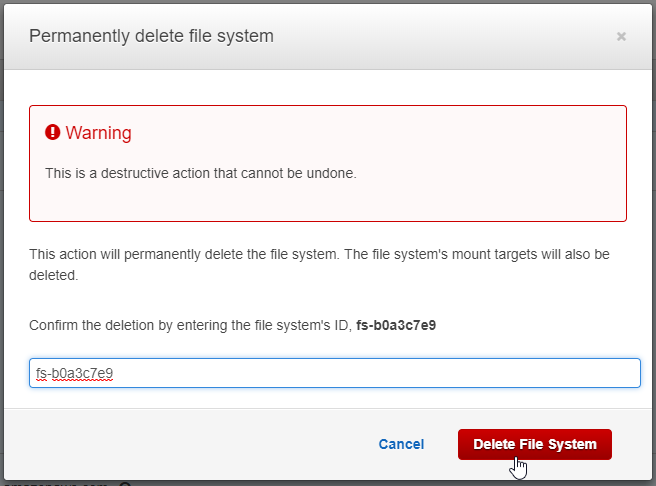 Permanently delete file system
×
Warning
This is a destructive action that cannot be undone.
This action will permanently delete the file system. The file system's mount targets will also be
deleted.
Confirm the deletion by entering the file system's ID, fs-b0a3c7e9
fs-b0a3c7e9
Cancel
Delete File System